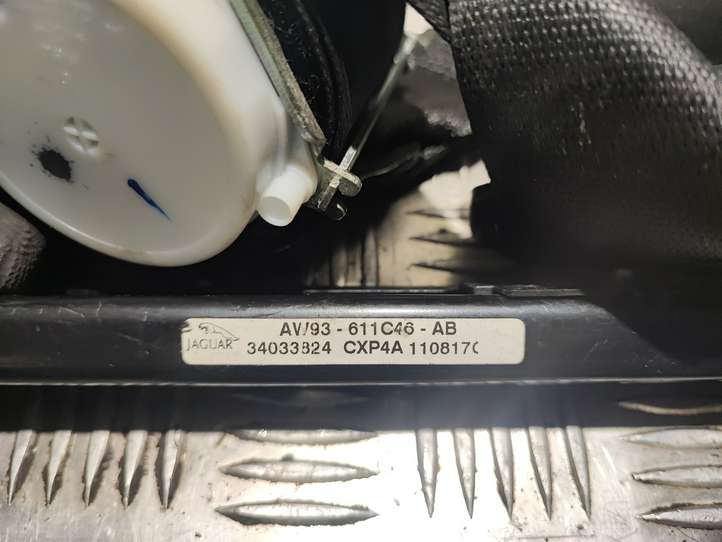 AW93 - 611C46 - AB
JAGUAR 34033824 CXP4A 110817